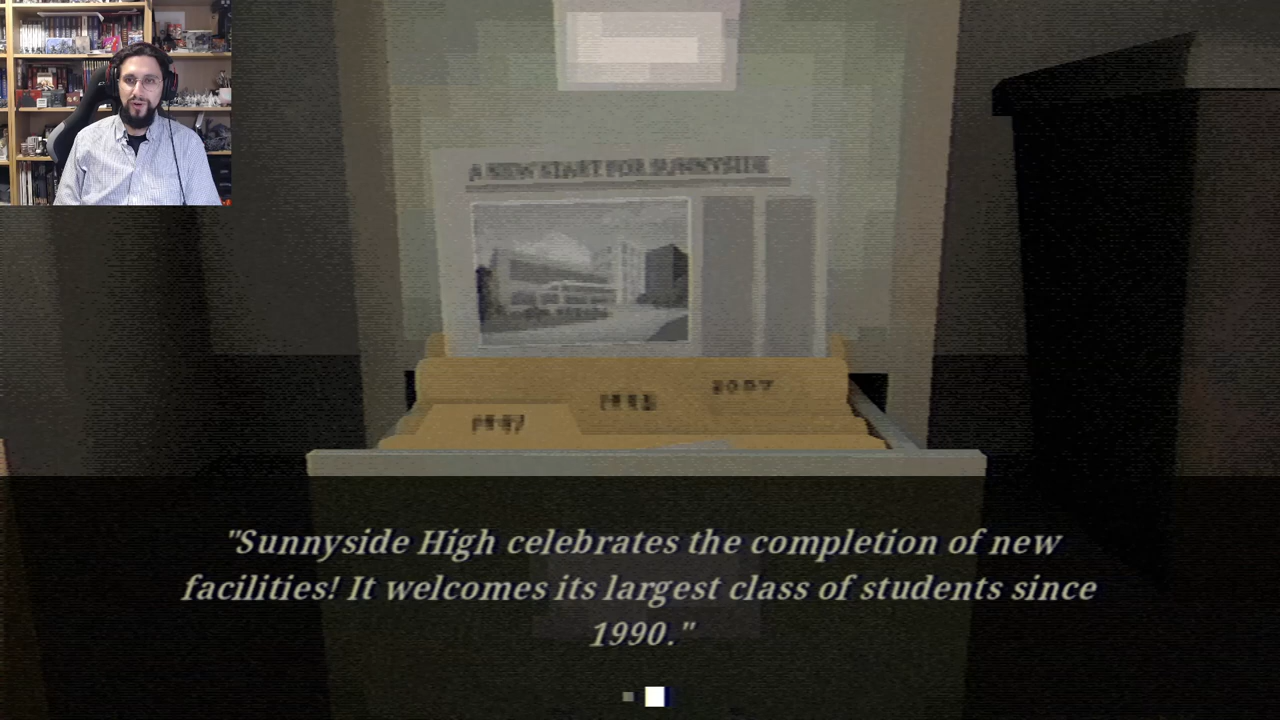 A NEW START FOR SUNNYSIDE
"Sunnyside High celebrates the completion of new
facilities! It welcomes its largest class of students since
1990."